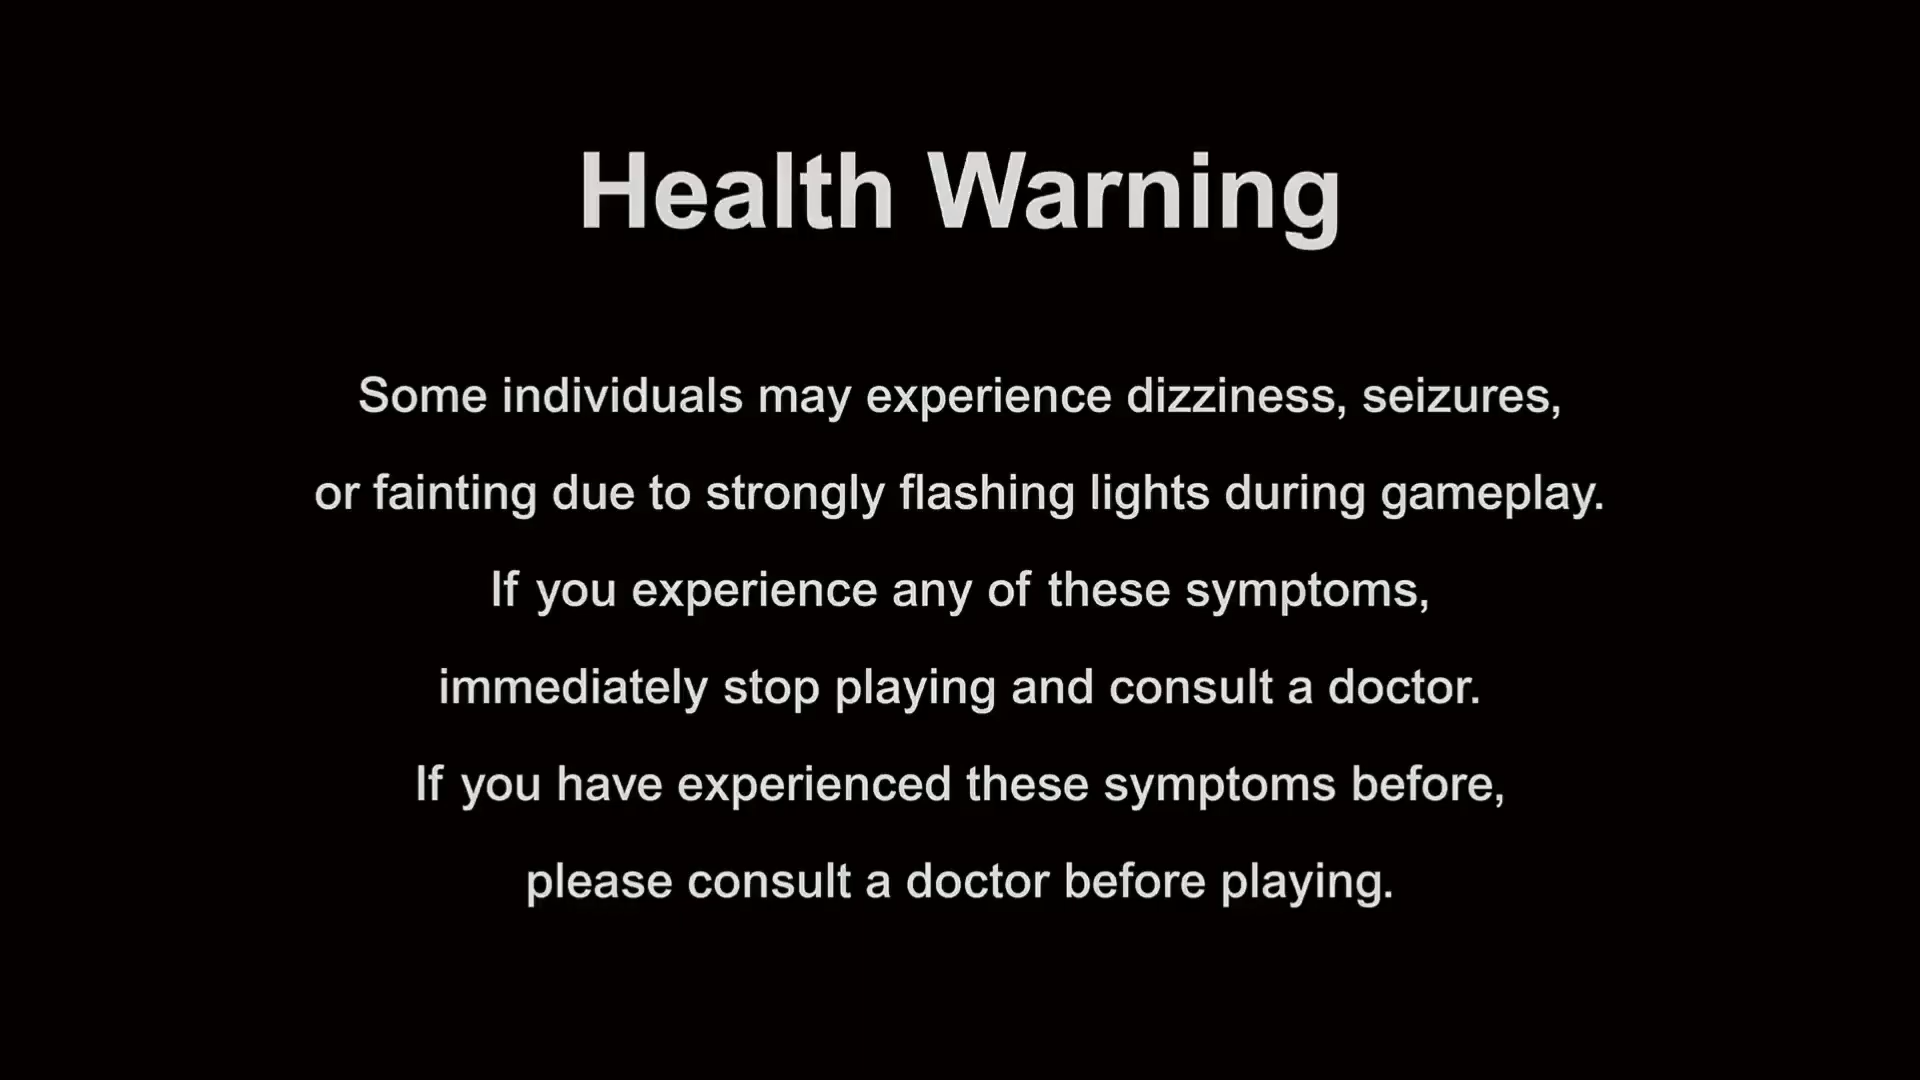 Health Warning
Some individuals may experience dizziness, seizures,
or fainting due to strongly flashing lights during gameplay.
If you experience any of these symptoms,
immediately stop playing and consult a doctor.
If you have experienced these symptoms before,
please consult a doctor before playing.